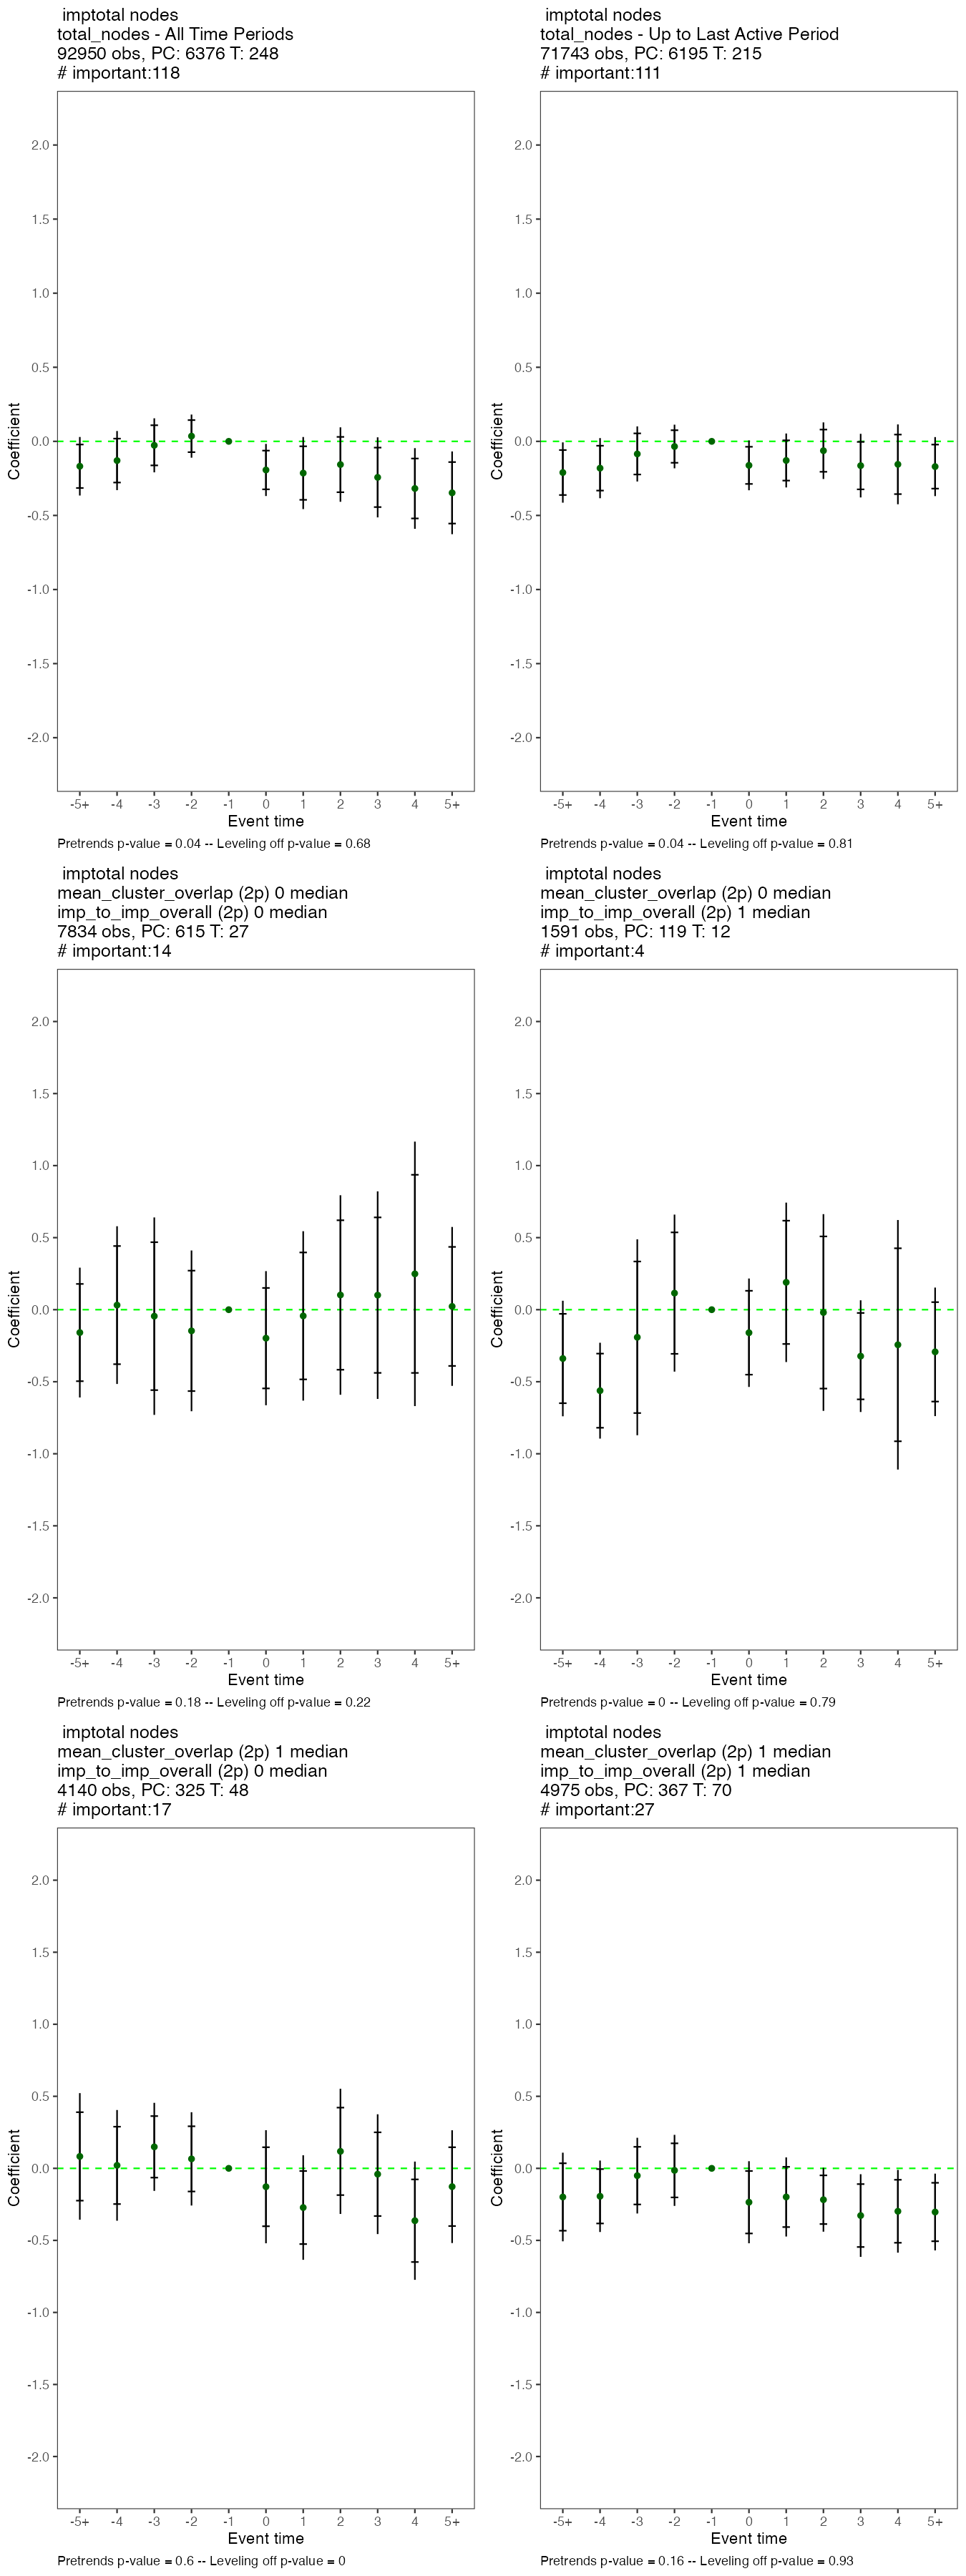 imptotal nodes
total_nodes - All Time Periods
92950 obs, PC: 6376 T: 248
# important:118
2.0
1.5
1.0
0.5
0.0
-0.5
-1.0
-1.5
-2.0
Coefficient
-5+ -4 -3 -2 -1 0 1 2 3 4 5+
Event time
Pretrends p-value = 0.04 -- Leveling off p-value = 0.68
imptotal nodes
total_nodes - Up to Last Active Period
71743 obs, PC: 6195 T: 215
# important:111
2.0
1.5
1.0
0.5
0.0
-0.5
-1.0
-1.5
-2.0
Coefficient
-5+ -4 -3 -2 -1 0 1 2 3 4 5+
Event time
Pretrends p-value = 0.04 -- Leveling off p-value = 0.81
imptotal nodes
mean_cluster_overlap (2p) 0 median
imp_to_imp_overall (2p) 0 median
7834 obs, PC: 615 T: 27
# important:14
2.0
1.5
1.0
0.5
0.0
-0.5
-1.0
-1.5
-2.0
Coefficient
-5+ -4 -3 -2 -1 0 1 2 3 4 5+
Event time
Pretrends p-value = 0.18 -- Leveling off p-value = 0.22
imptotal nodes
mean_cluster_overlap (2p) 0 median
imp_to_imp_overall (2p) 1 median
1591 obs, PC: 119 T: 12
# important:4
2.0
1.5
1.0
0.5
0.0
-0.5
-1.0
-1.5
-2.0
Coefficient
-5+ -4 -3 -2 -1 0 1 2 3 4 5+
Event time
Pretrends p-value = 0 -- Leveling off p-value = 0.79
imptotal nodes
mean_cluster_overlap (2p) 1 median
imp_to_imp_overall (2p) 0 median
4140 obs, PC: 325 T: 48
# important:17
2.0
1.5
1.0
0.5
0.0
-0.5
-1.0
-1.5
-2.0
Coefficient
-5+ -4 -3 -2 -1 0 1 2 3 4 5+
Event time
Pretrends p-value = 0.6 -- Leveling off p-value = 0
imptotal nodes
mean_cluster_overlap (2p) 1 median
imp_to_imp_overall (2p) 1 median
4975 obs, PC: 367 T: 70
# important:27
2.0
1.5
1.0
0.5
0.0
-0.5
-1.0
-1.5
-2.0
Coefficient
-5+ -4 -3 -2 -1 0 1 2 3 4 5+
Event time
Pretrends p-value = 0.16 -- Leveling off p-value = 0.93